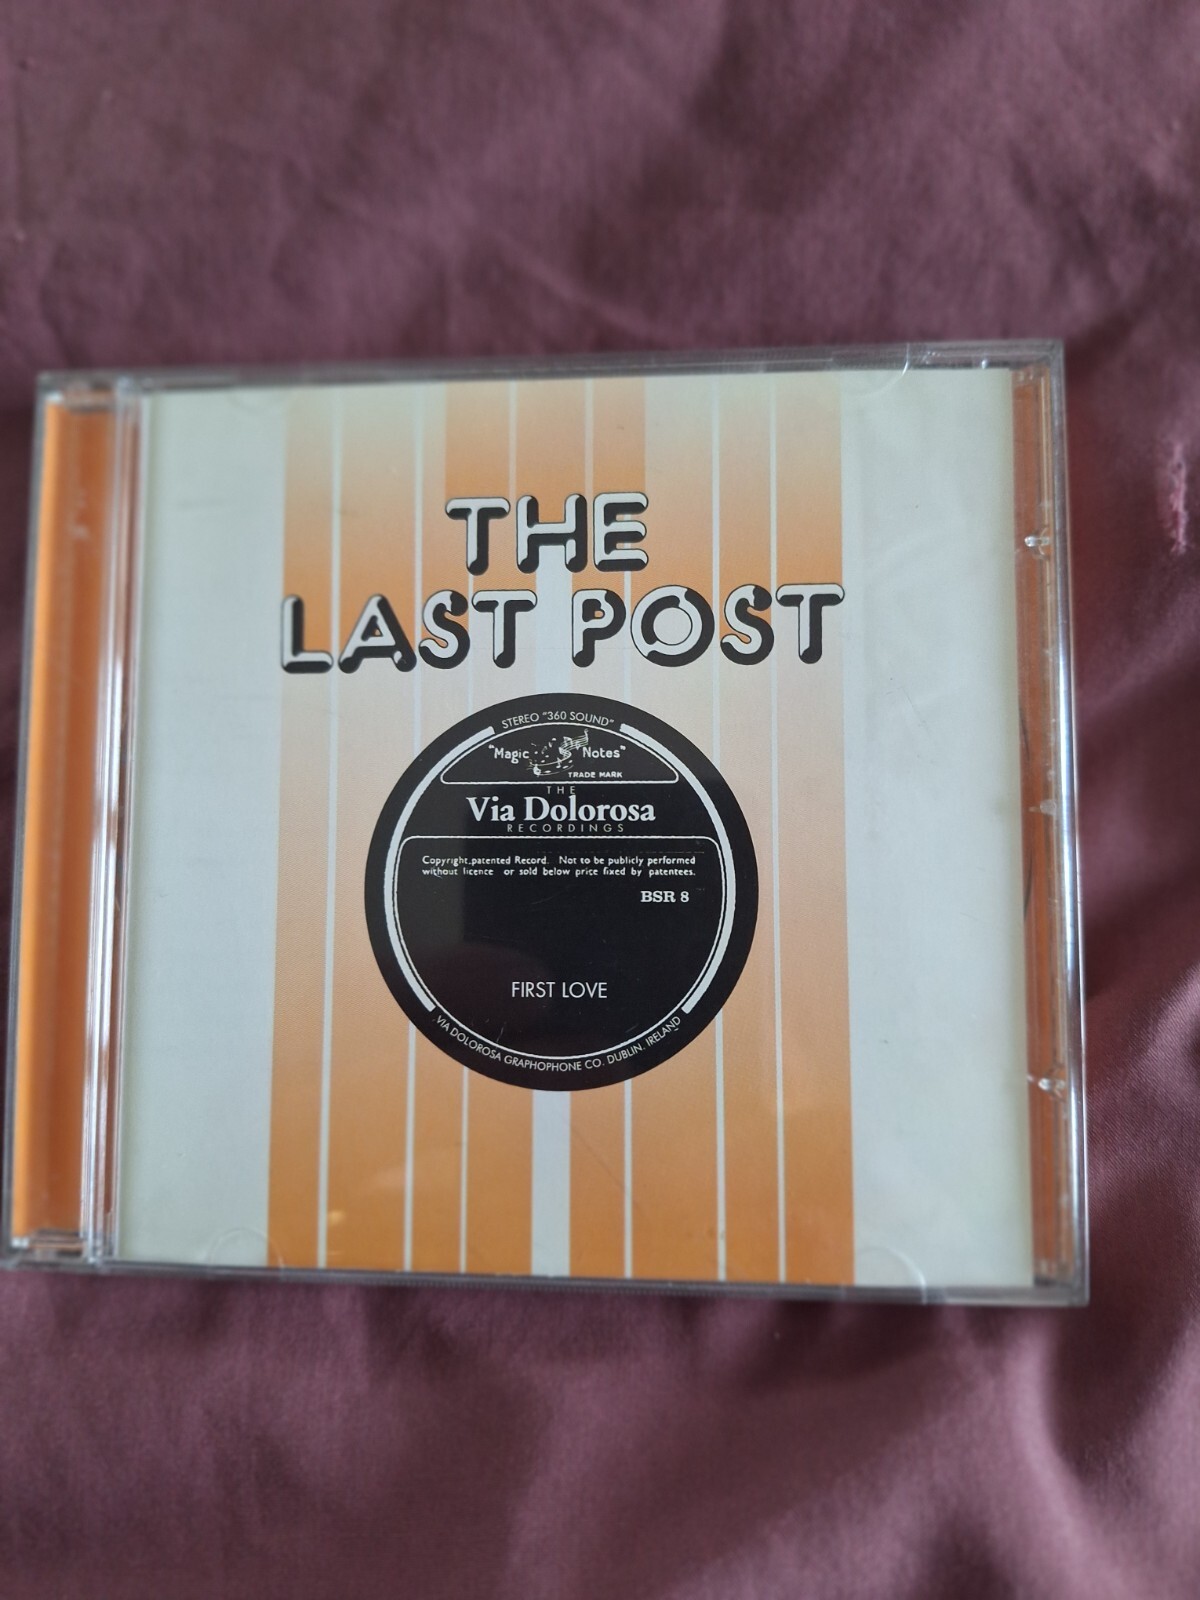 THE
LAST POST
STEREO "360 SOUND"
"Magic Notes"
TRADE MARK
THE
Via Dolorosa
RECORDINGS
Copyright,patented Record. Not to be publicly performed
without licence or sold below price fixed by patentees.
BSR 8
FIRST LOVE
VIA DOLOROSA GRAPHOPHONE CO. DUBLIN. IRELAND